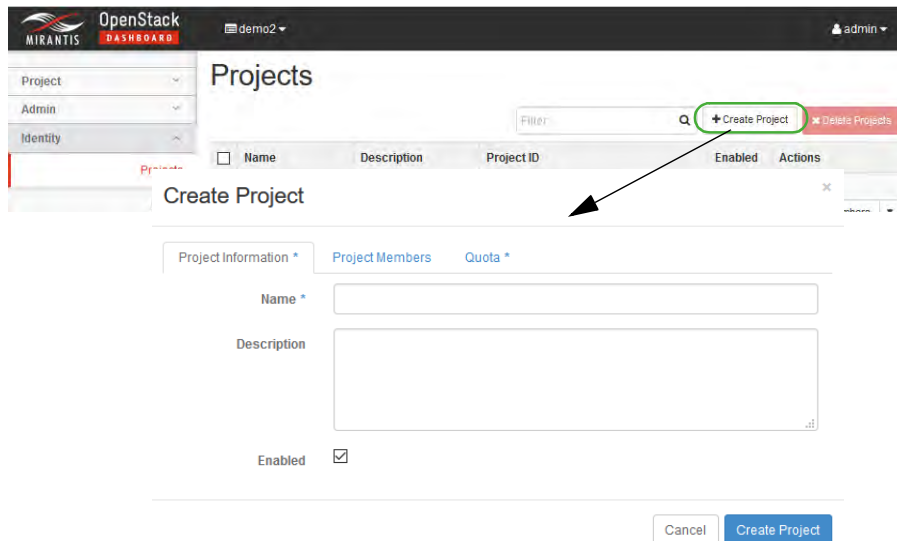 MIRANTIS
OpenStack
DASHBOARD
demo2
admin
Project
Admin
Identity
Projects
Projects
Filter
Create Project
Delete Projects
Name Description Project ID Enabled Actions
Create Project
×
Project Information * Project Members Quota *
Name *
Description
Enabled
Cancel Create Project